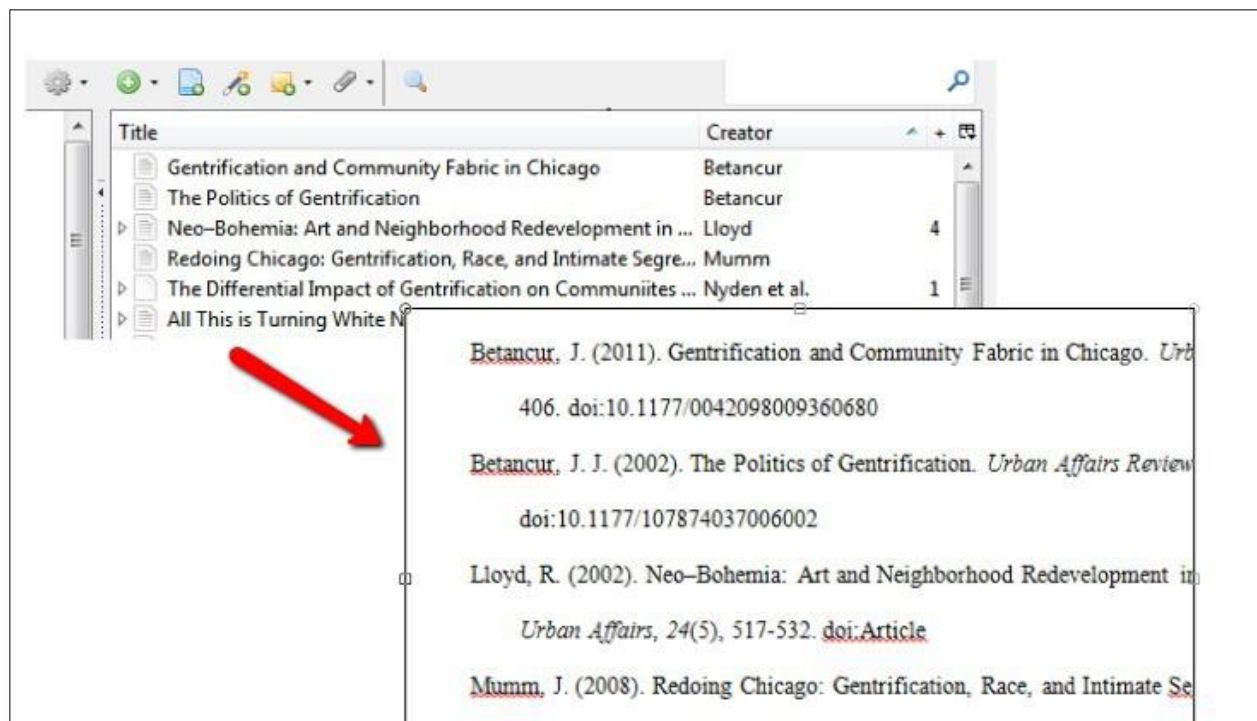 Title Creator +
Gentrification and Community Fabric in Chicago Betancur
The Politics of Gentrification Betancur
Neo–Bohemia: Art and Neighborhood Redevelopment in ... Lloyd 4
Redoing Chicago: Gentrification, Race, and Intimate Segre... Mumm
The Differential Impact of Gentrification on Communiites ... Nyden et al. 1
All This is Turning White N
Betancur, J. (2011). Gentrification and Community Fabric in Chicago. Urb
406. doi:10.1177/0042098009360680
Betancur, J. J. (2002). The Politics of Gentrification. Urban Affairs Review
doi:10.1177/107874037006002
Lloyd, R. (2002). Neo–Bohemia: Art and Neighborhood Redevelopment in
Urban Affairs, 24(5), 517-532. doi:Article
Mumm, J. (2008). Redoing Chicago: Gentrification, Race, and Intimate Se